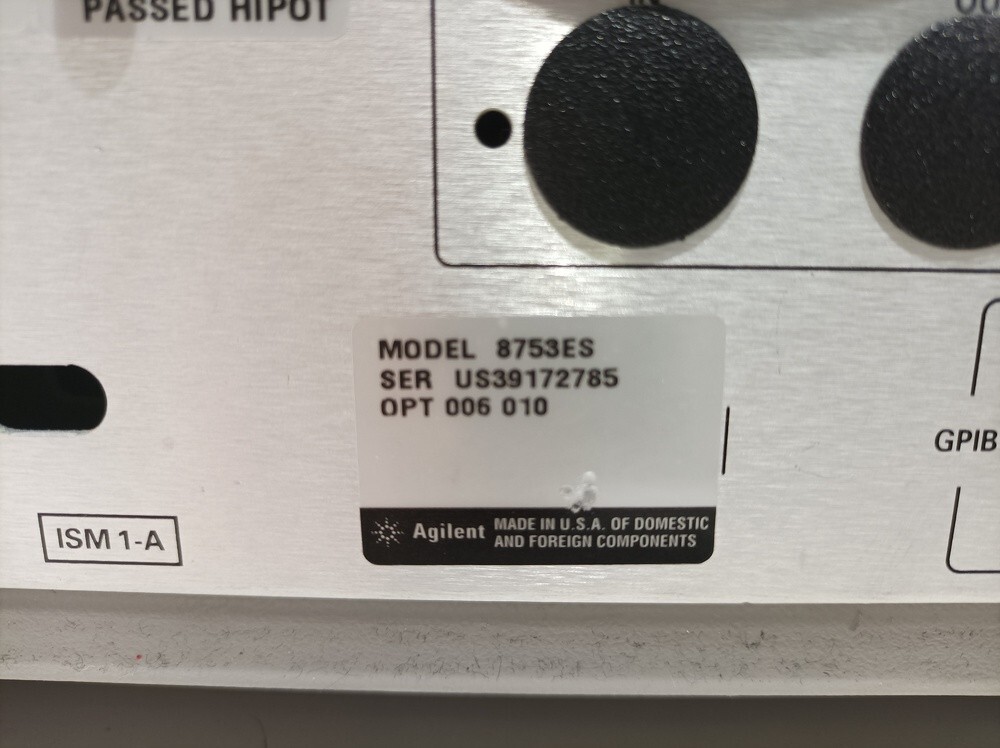 PASSED HIPOT
MODEL 8753ES
SER US39172785
OPT 006 010
GPIB
ISM 1-A
Agilent MADE IN U.S.A. OF DOMESTIC
AND FOREIGN COMPONENTS